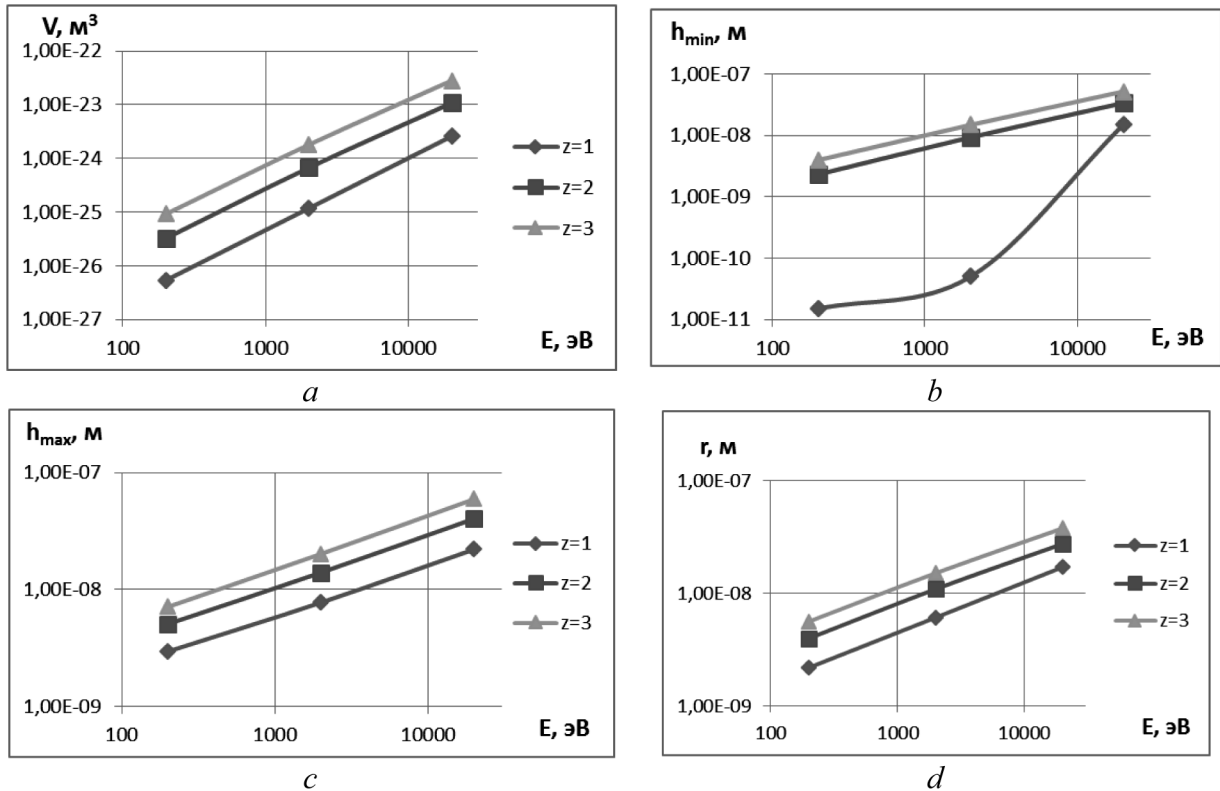 V, м³
1,00E-22
1,00E-23
1,00E-24
1,00E-25
1,00E-26
1,00E-27
100 1000 10000 E, эВ
z=1
z=2
z=3
a
hmin, м
1,00E-07
1,00E-08
1,00E-09
1,00E-10
1,00E-11
100 1000 10000 E, эВ
z=1
z=2
z=3
b
hmax, м
1,00E-07
1,00E-08
1,00E-09
100 1000 10000 E, эВ
z=1
z=2
z=3
c
r, м
1,00E-07
1,00E-08
1,00E-09
100 1000 10000 E, эВ
z=1
z=2
z=3
d